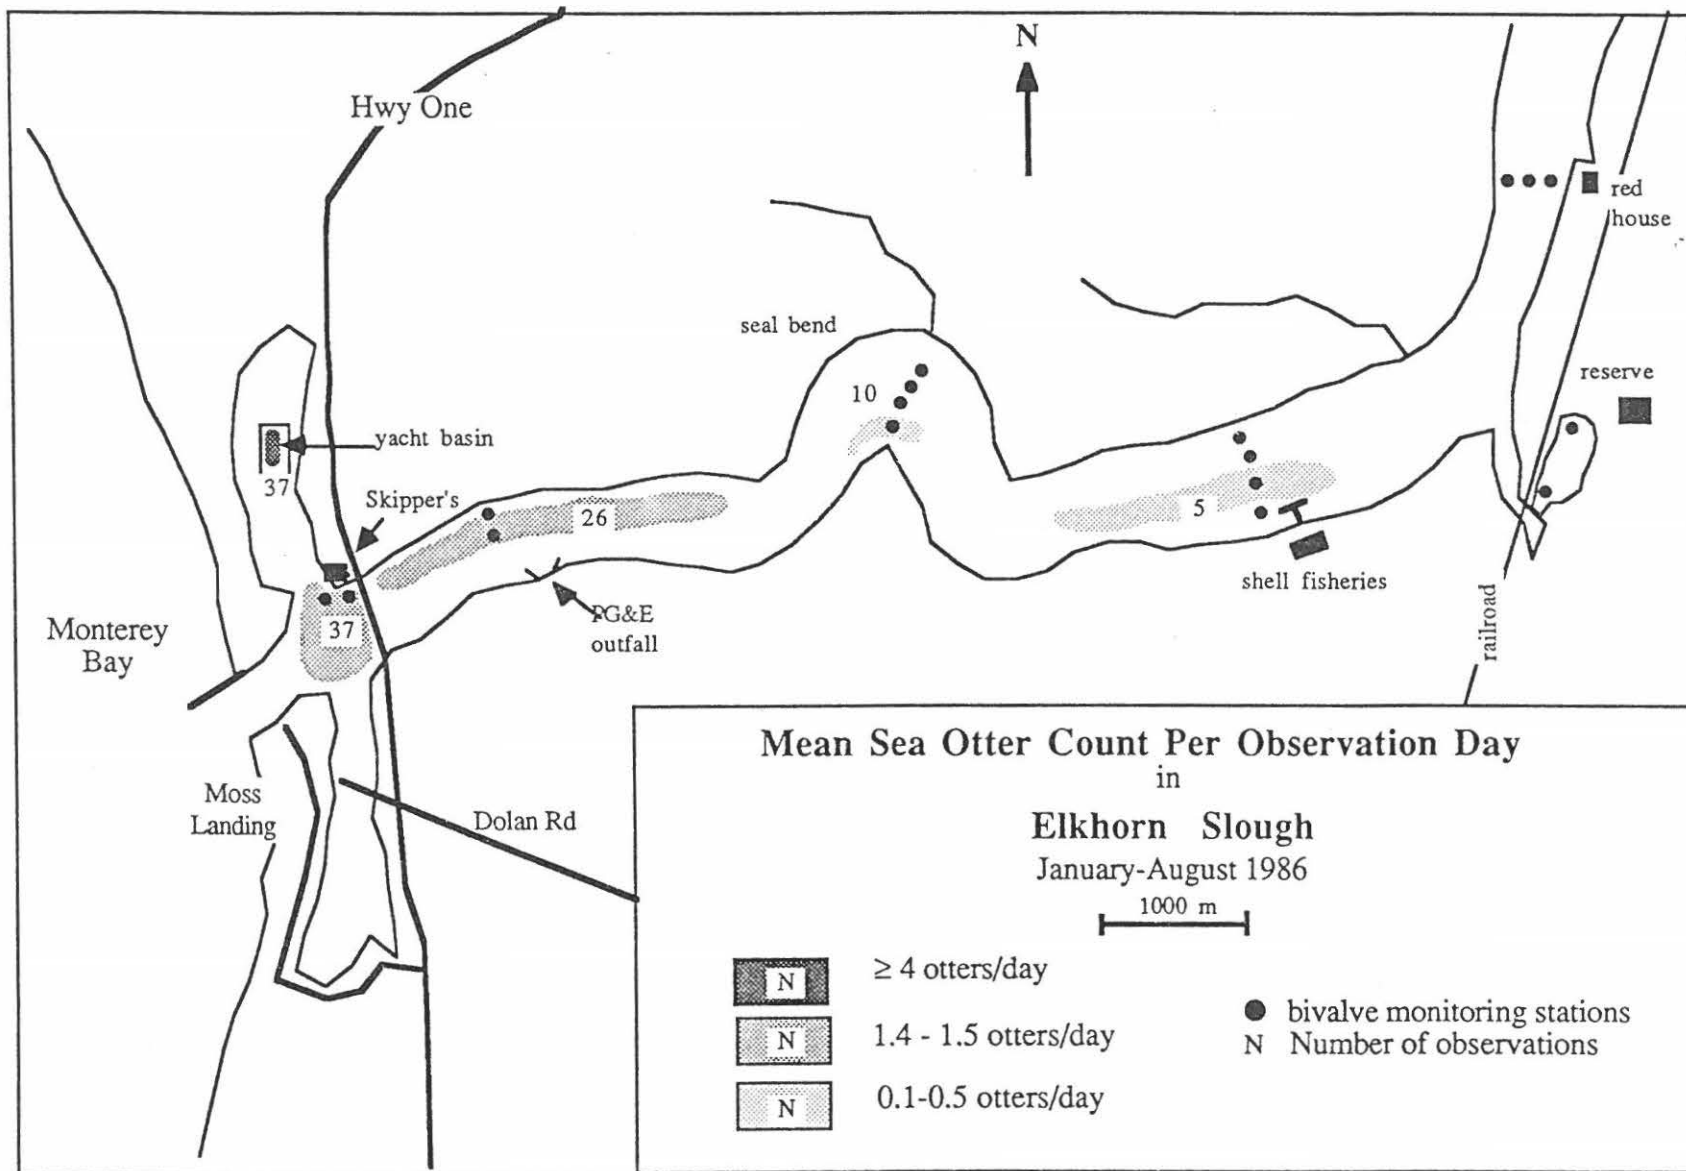 N
Hwy One
red
house
seal bend
reserve
10
yacht basin
37
Skipper's
26
5
shell fisheries
PG&E
outfall
37
Monterey
Bay
railroad
Moss
Landing
Dolan Rd
Mean Sea Otter Count Per Observation Day
in
Elkhorn Slough
January-August 1986
1000 m
N ≥ 4 otters/day
N 1.4 - 1.5 otters/day
N 0.1-0.5 otters/day
bivalve monitoring stations
N Number of observations